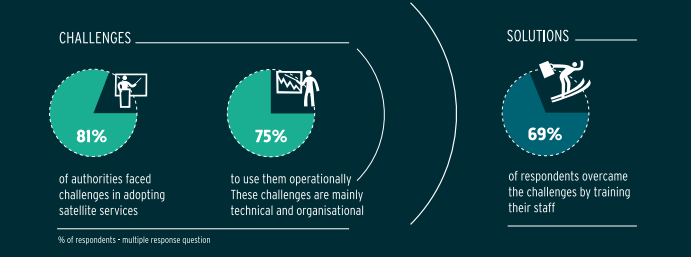 CHALLENGES
81%
of authorities faced
challenges in adopting
satellite services
75%
to use them operationally
These challenges are mainly
technical and organisational
% of respondents - multiple response question
SOLUTIONS
69%
of respondents overcame
the challenges by training
their staff